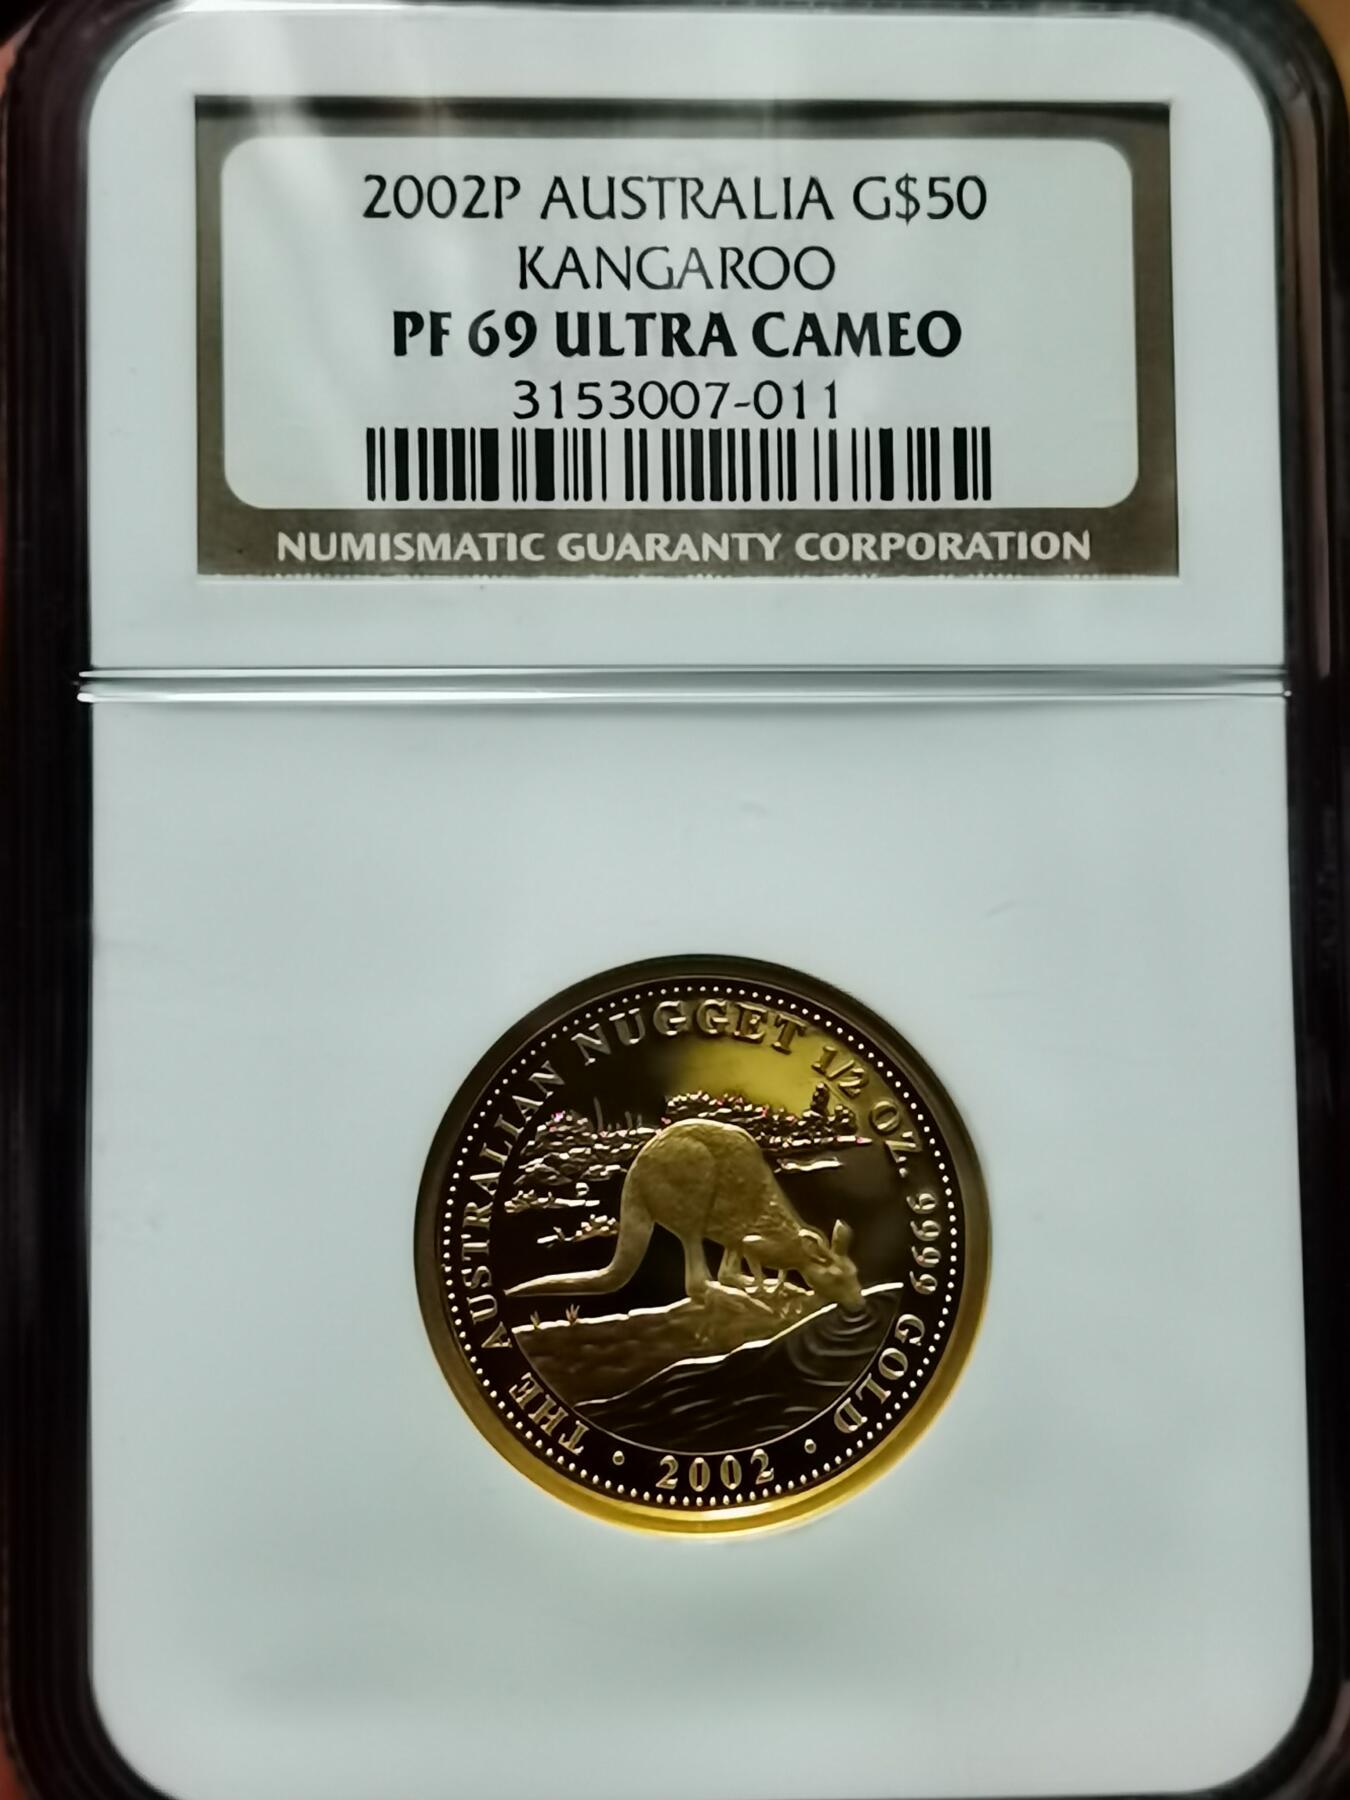 2002P AUSTRALIA G$50
KANGAROO
PF 69 ULTRA CAMEO
3153007-011
NUMISMATIC GUARANTY CORPORATION
THE AUSTRALIAN NUGGET 1/2 OZ. 9999 GOLD
• 2002 •